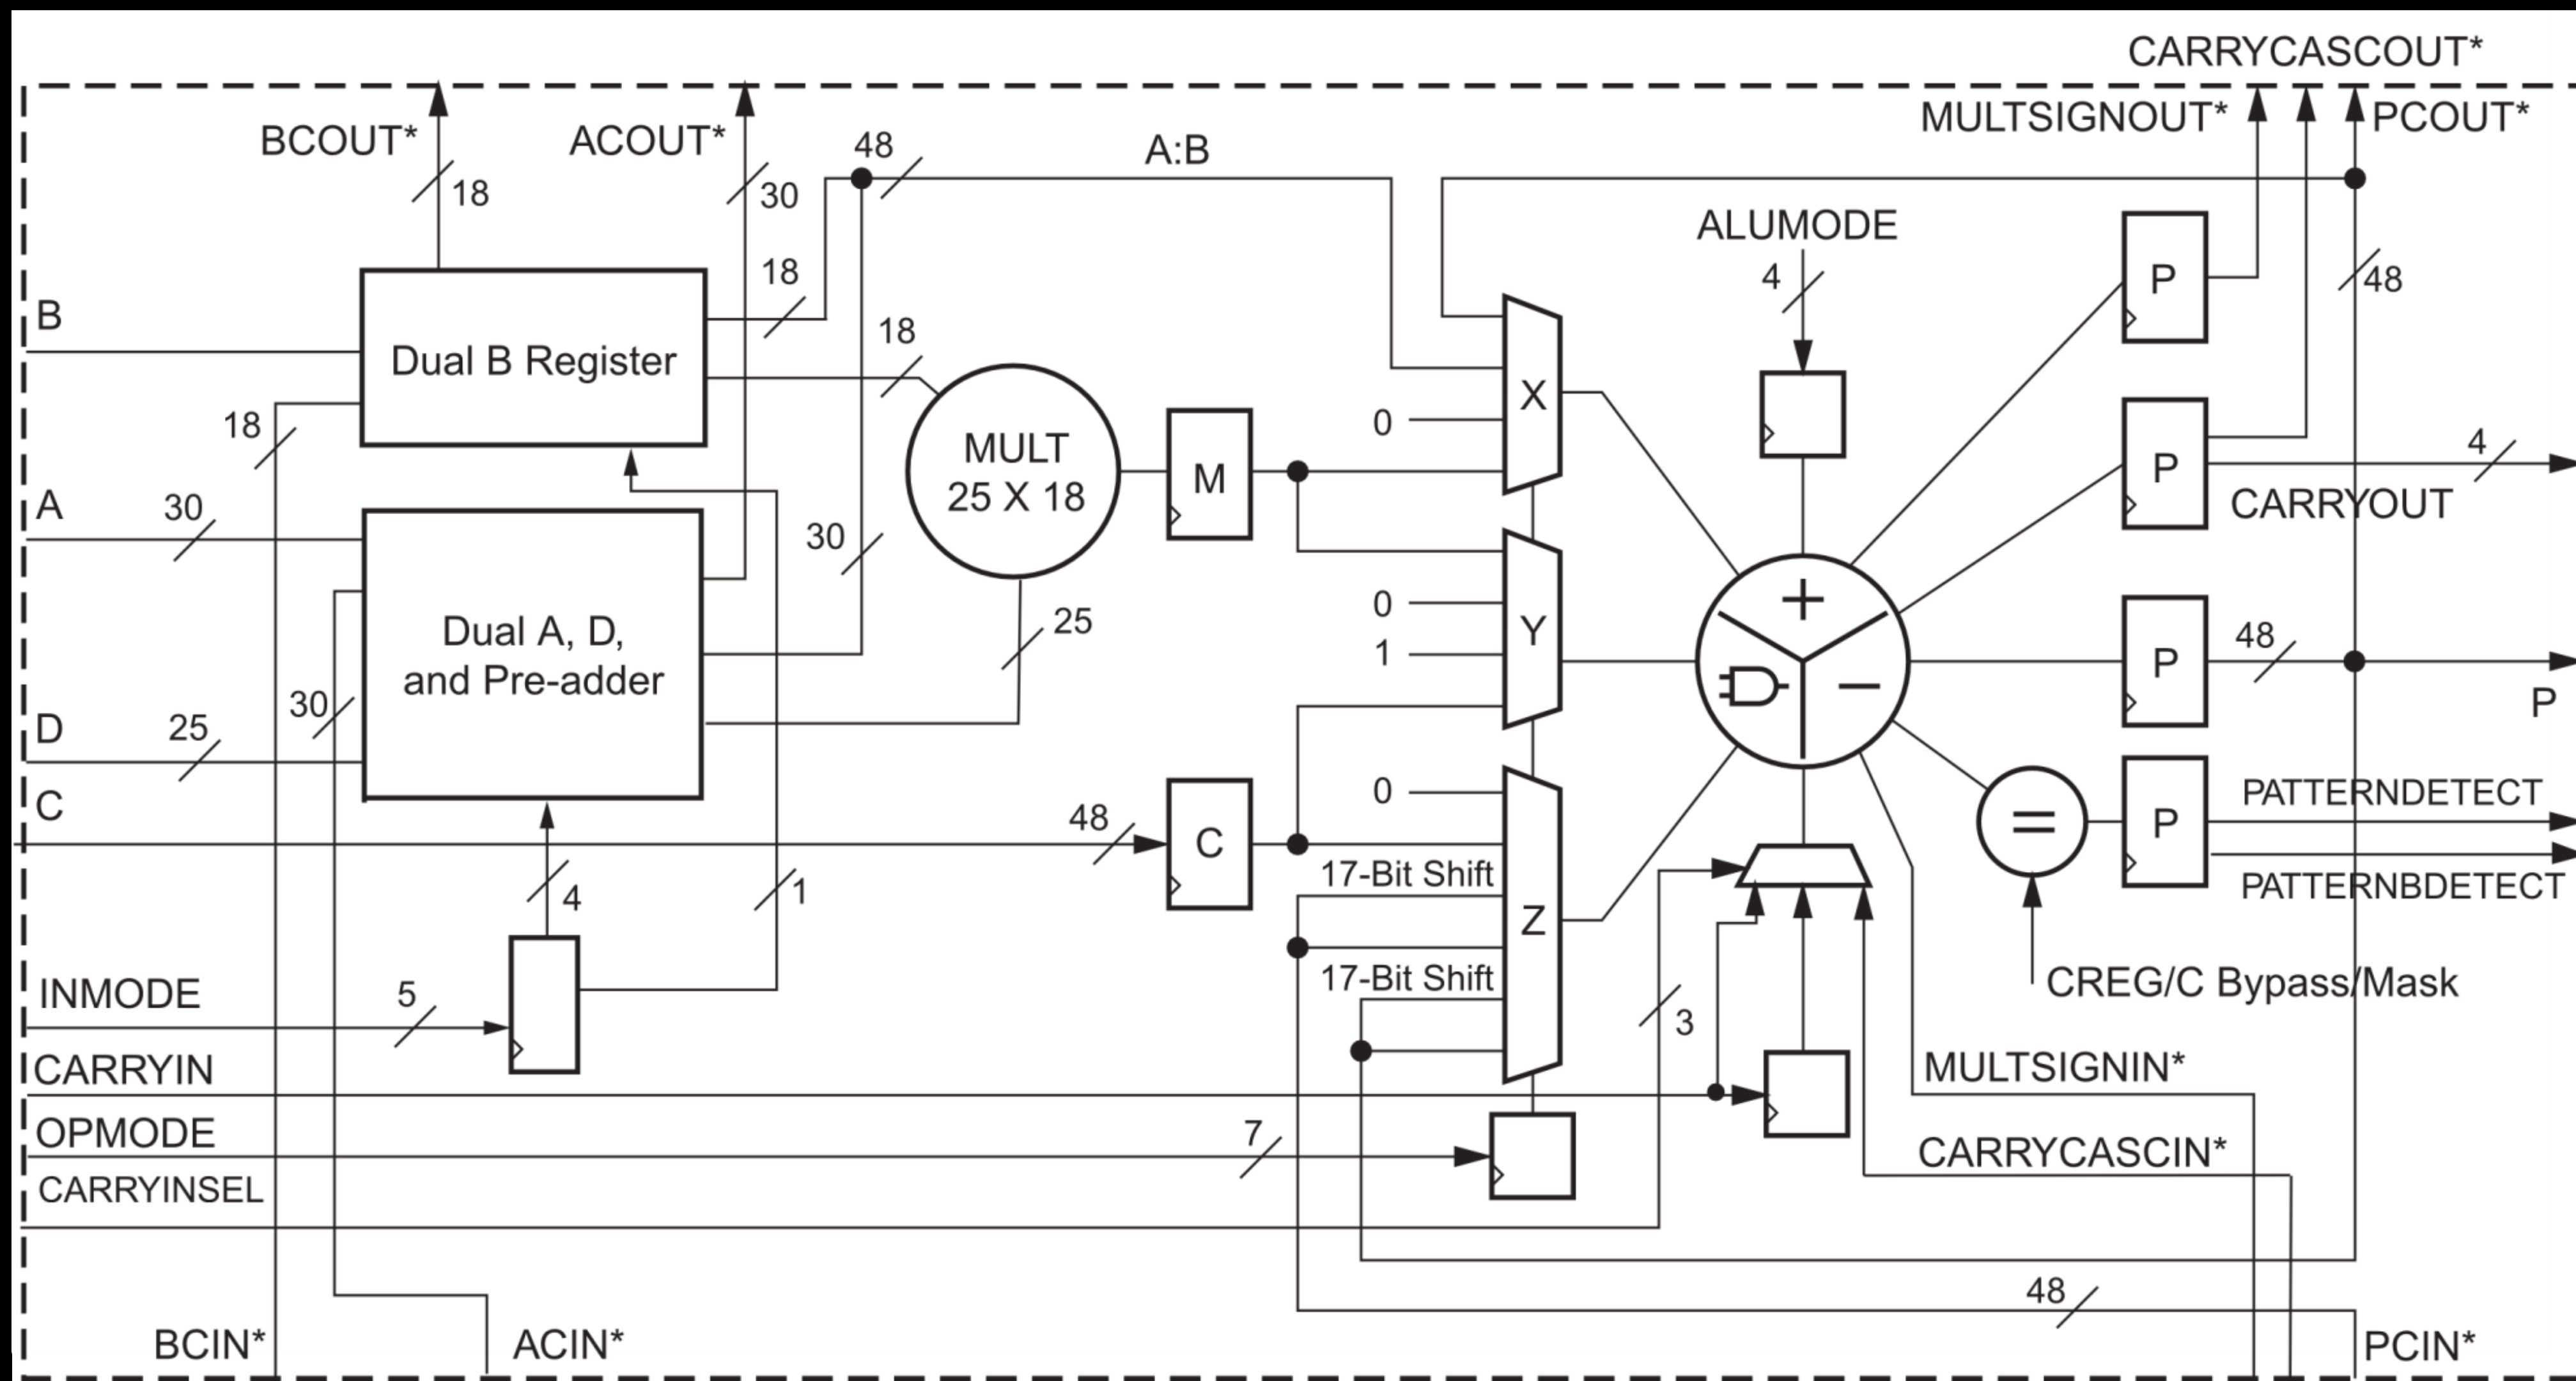 CARRYCASCOUT*
BCOUT*
ACOUT*
48
A:B
MULTSIGNOUT*
PCOUT*
18
30
ALUMODE
18
4
48
B
Dual B Register
18
P
X
0
18
MULT
25 X 18
M
P
4
CARRYOUT
A
30
30
+
0
Y
1
25
Dual A, D,
and Pre-adder
30
P
48
P
D
25
C
48
C
0
17-Bit Shift
Z
17-Bit Shift
=
P
PATTERNDETECT
PATTERNBDETECT
4
1
INMODE
5
3
CREG/C Bypass/Mask
CARRYIN
MULTSIGNIN*
OPMODE
7
CARRYCASCIN*
CARRYINSEL
48
BCIN*
ACIN*
PCIN*